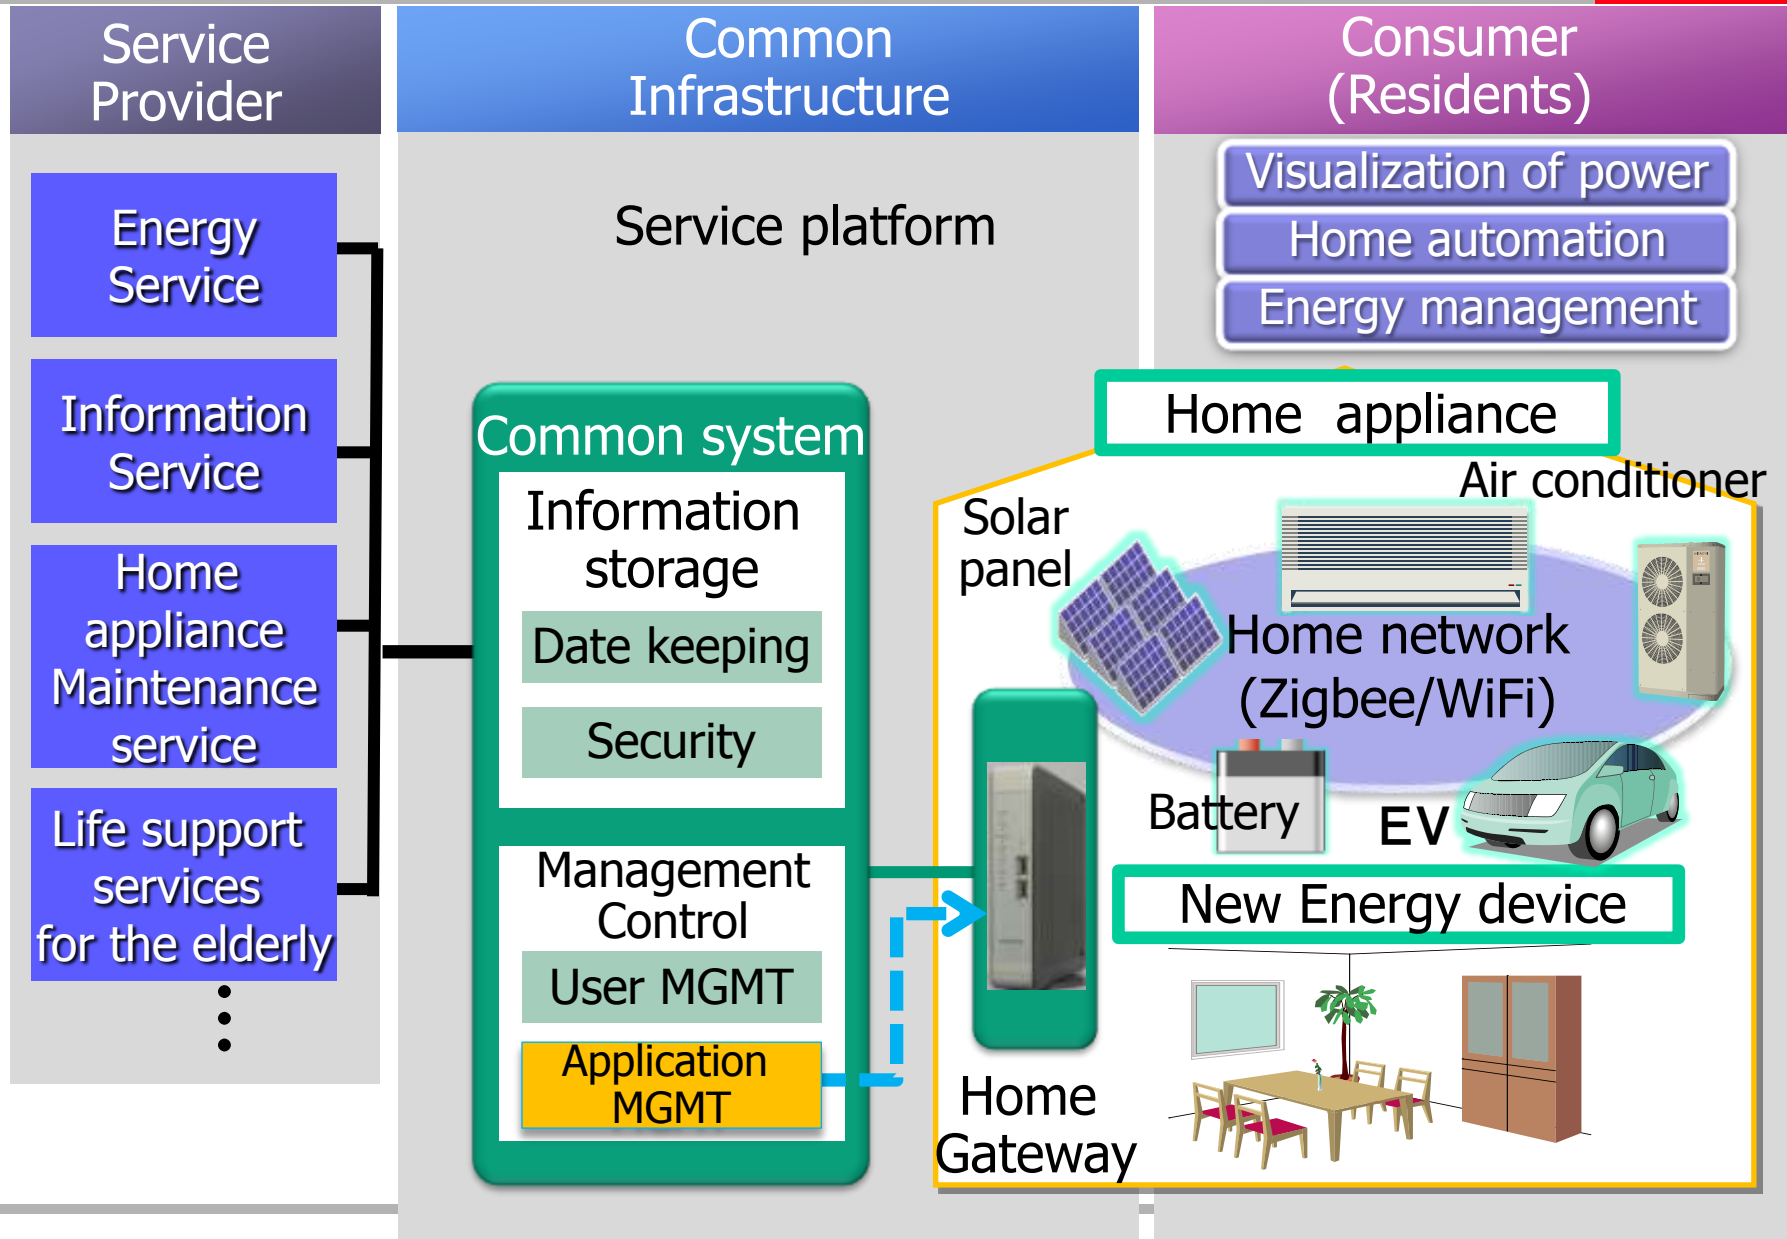 Service
Provider
Common
Infrastructure
Consumer
(Residents)
Energy
Service
Information
Service
Home
appliance
Maintenance
service
Life support
services
for the elderly
Service platform
Common system
Information
storage
Date keeping
Security
Management
Control
User MGMT
Application
MGMT
Visualization of power
Home automation
Energy management
Home appliance
Air conditioner
Solar
panel
Home network
(Zigbee/WiFi)
Battery
EV
New Energy device
Home
Gateway